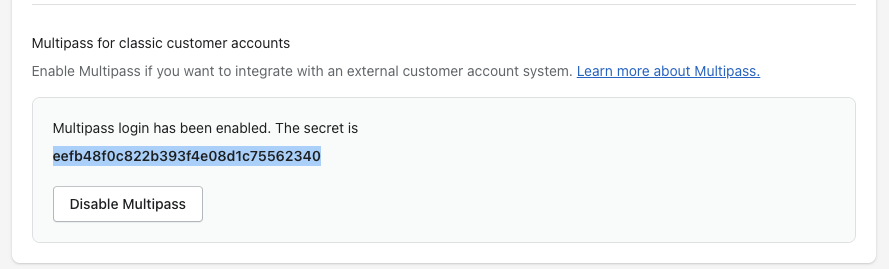 Multipass for classic customer accounts
Enable Multipass if you want to integrate with an external customer account system. Learn more about Multipass.
Multipass login has been enabled. The secret is
eefb48f0c822b393f4e08d1c75562340
Disable Multipass